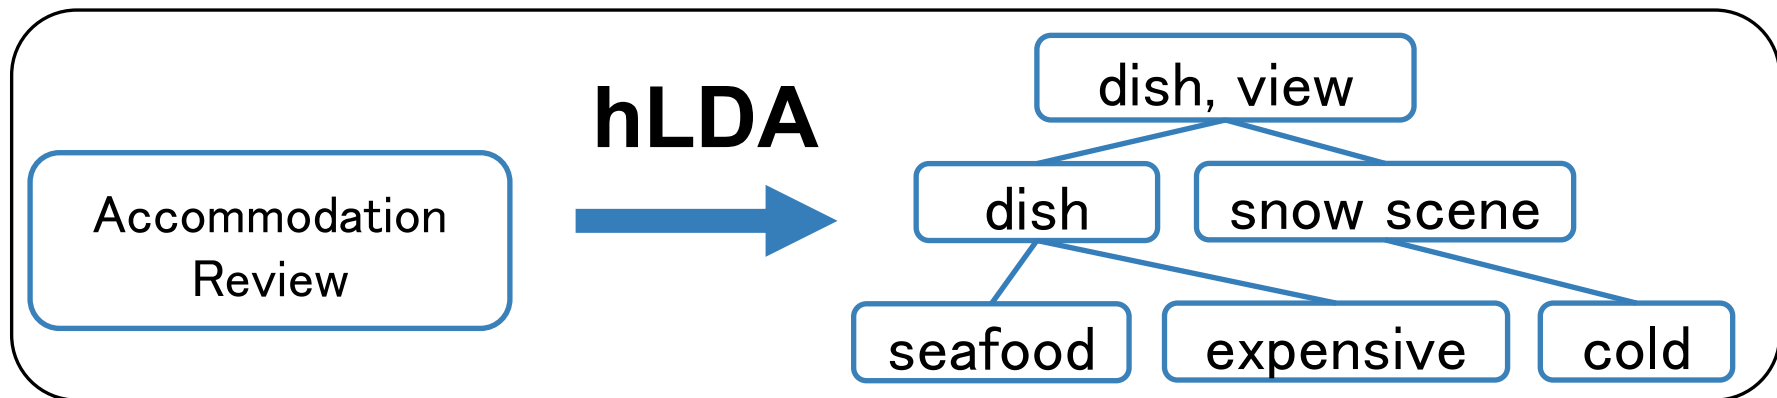 Accommodation
Review
hLDA
dish, view
dish
snow scene
seafood
expensive
cold